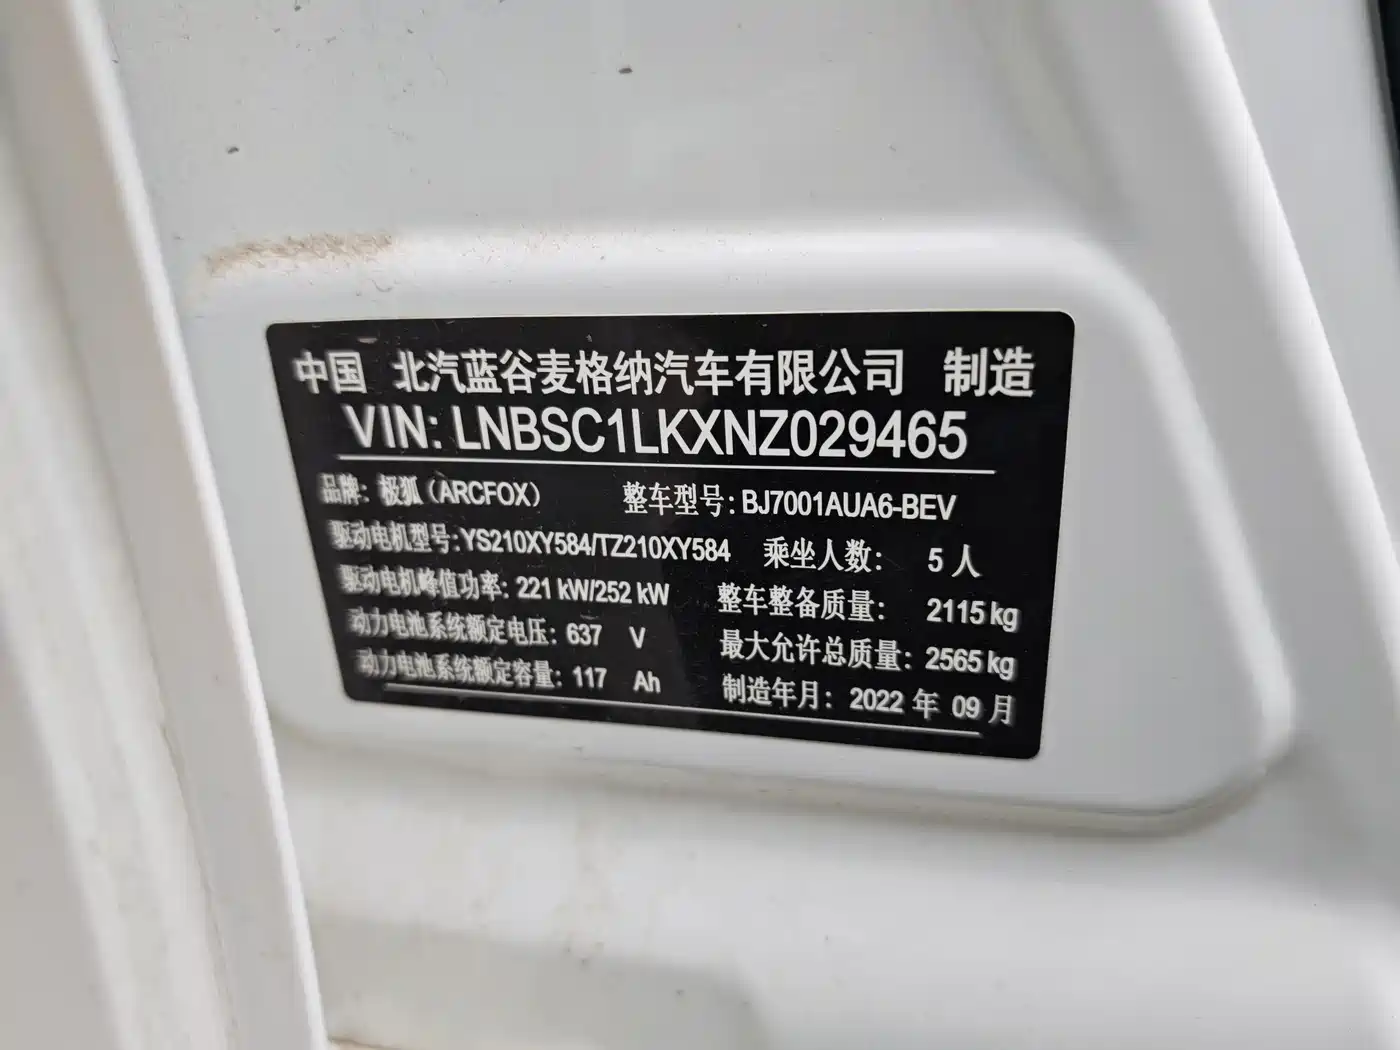 中国 北汽蓝谷麦格纳汽车有限公司 制造
VIN: LNBSC1LKXNZ029465
品牌: 极狐（ARCFOX） 整车型号: BJ7001AUA6-BEV
驱动电机型号: YS210XY584/TZ210XY584 乘坐人数: 5 人
驱动电机峰值功率: 221 kW/252 kW 整车整备质量: 2115 kg
动力电池系统额定电压: 637 V 最大允许总质量: 2565 kg
动力电池系统额定容量: 117 Ah 制造年月: 2022 年 09 月